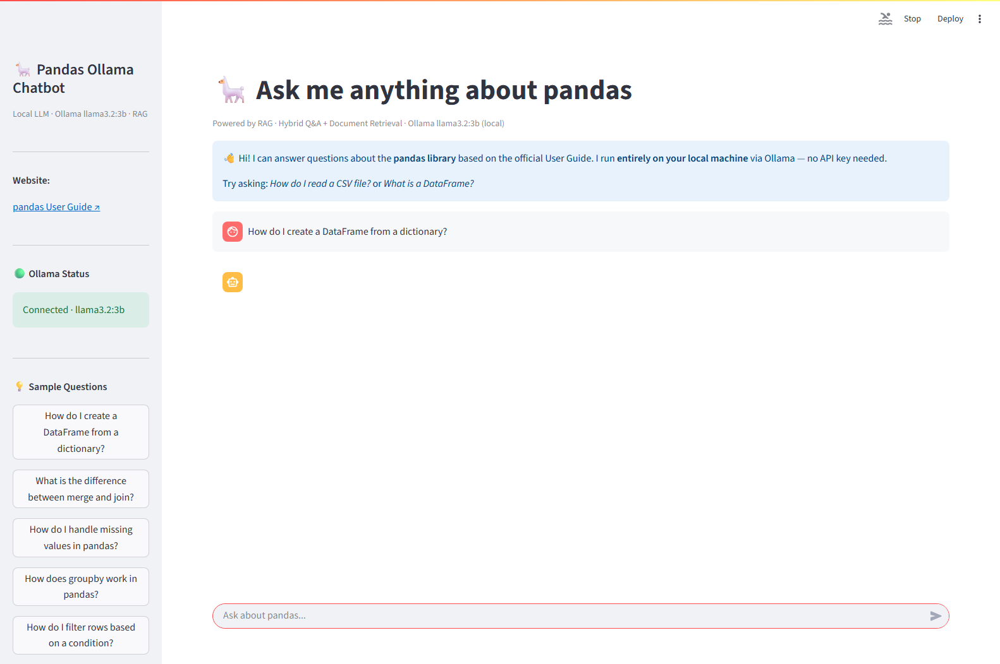 Stop
Deploy
Pandas Ollama
Chatbot
Local LLM · Ollama llama3.2:3b · RAG
Website:
pandas User Guide ↗
Ollama Status
Connected · llama3.2:3b
Sample Questions
How do I create a
DataFrame from a
dictionary?
What is the difference
between merge and join?
How do I handle missing
values in pandas?
How does groupby work in
pandas?
How do I filter rows based
on a condition?
Ask me anything about pandas
Powered by RAG · Hybrid Q&A + Document Retrieval · Ollama llama3.2:3b (local)
Hi! I can answer questions about the pandas library based on the official User Guide. I run entirely on your local machine via Ollama — no API key needed.
Try asking: How do I read a CSV file? or What is a DataFrame?
How do I create a DataFrame from a dictionary?
Ask about pandas...